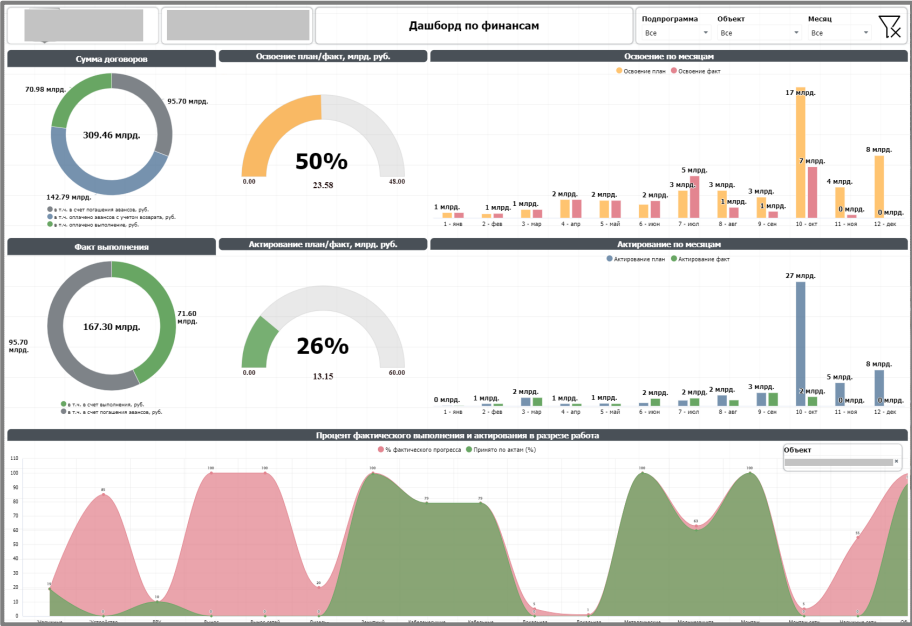 Дашборд по финансам
Подпрограмма Объект Месяц
Все Все Все
Сумма договоров
70.98 млрд.
95.70 млрд.
309.46 млрд.
142.79 млрд.
в т.ч. в счет погашения авансов, руб.
в т.ч. оплачено авансов с учетом возврата, руб.
в т.ч. оплачено выполнение, руб.
Освоение план/факт, млрд. руб.
50%
0.00 23.58 48.00
Освоение по месяцам
Освоение план Освоение факт
17 млрд.
7 млрд.
8 млрд.
5 млрд.
3 млрд. 3 млрд. 4 млрд.
1 млрд. 1 млрд. 1 млрд. 2 млрд. 2 млрд. 2 млрд. 1 млрд. 3 млрд. 1 млрд. 0 млрд. 0 млрд.
1 - янв 2 - фев 3 - мар 4 - апр 5 - май 6 - июн 7 - июл 8 - авг 9 - сен 10 - окт 11 - ноя 12 - дек
Факт выполнения
71.60
млрд.
167.30 млрд.
95.70
млрд.
в т.ч. в счет выполнения, руб.
в т.ч. в счет погашения авансов, руб.
Актирование план/факт, млрд. руб.
26%
0.00 13.15 60.00
Актирование по месяцам
Актирование план Актирование факт
27 млрд.
8 млрд.
5 млрд.
0 млрд. 1 млрд. 2 млрд. 1 млрд. 1 млрд. 2 млрд. 2 млрд. 2 млрд. 3 млрд. 2 млрд. 0 млрд. 0 млрд.
1 - янв 2 - фев 3 - мар 4 - апр 5 - май 6 - июн 7 - июл 8 - авг 9 - сен 10 - окт 11 - ноя 12 - дек
Процент фактического выполнения и актирования в разрезе работа
% фактического прогресса Принято по актам (%)
Объект
110
100
90
80
70
60
50
40
30
20
10
0